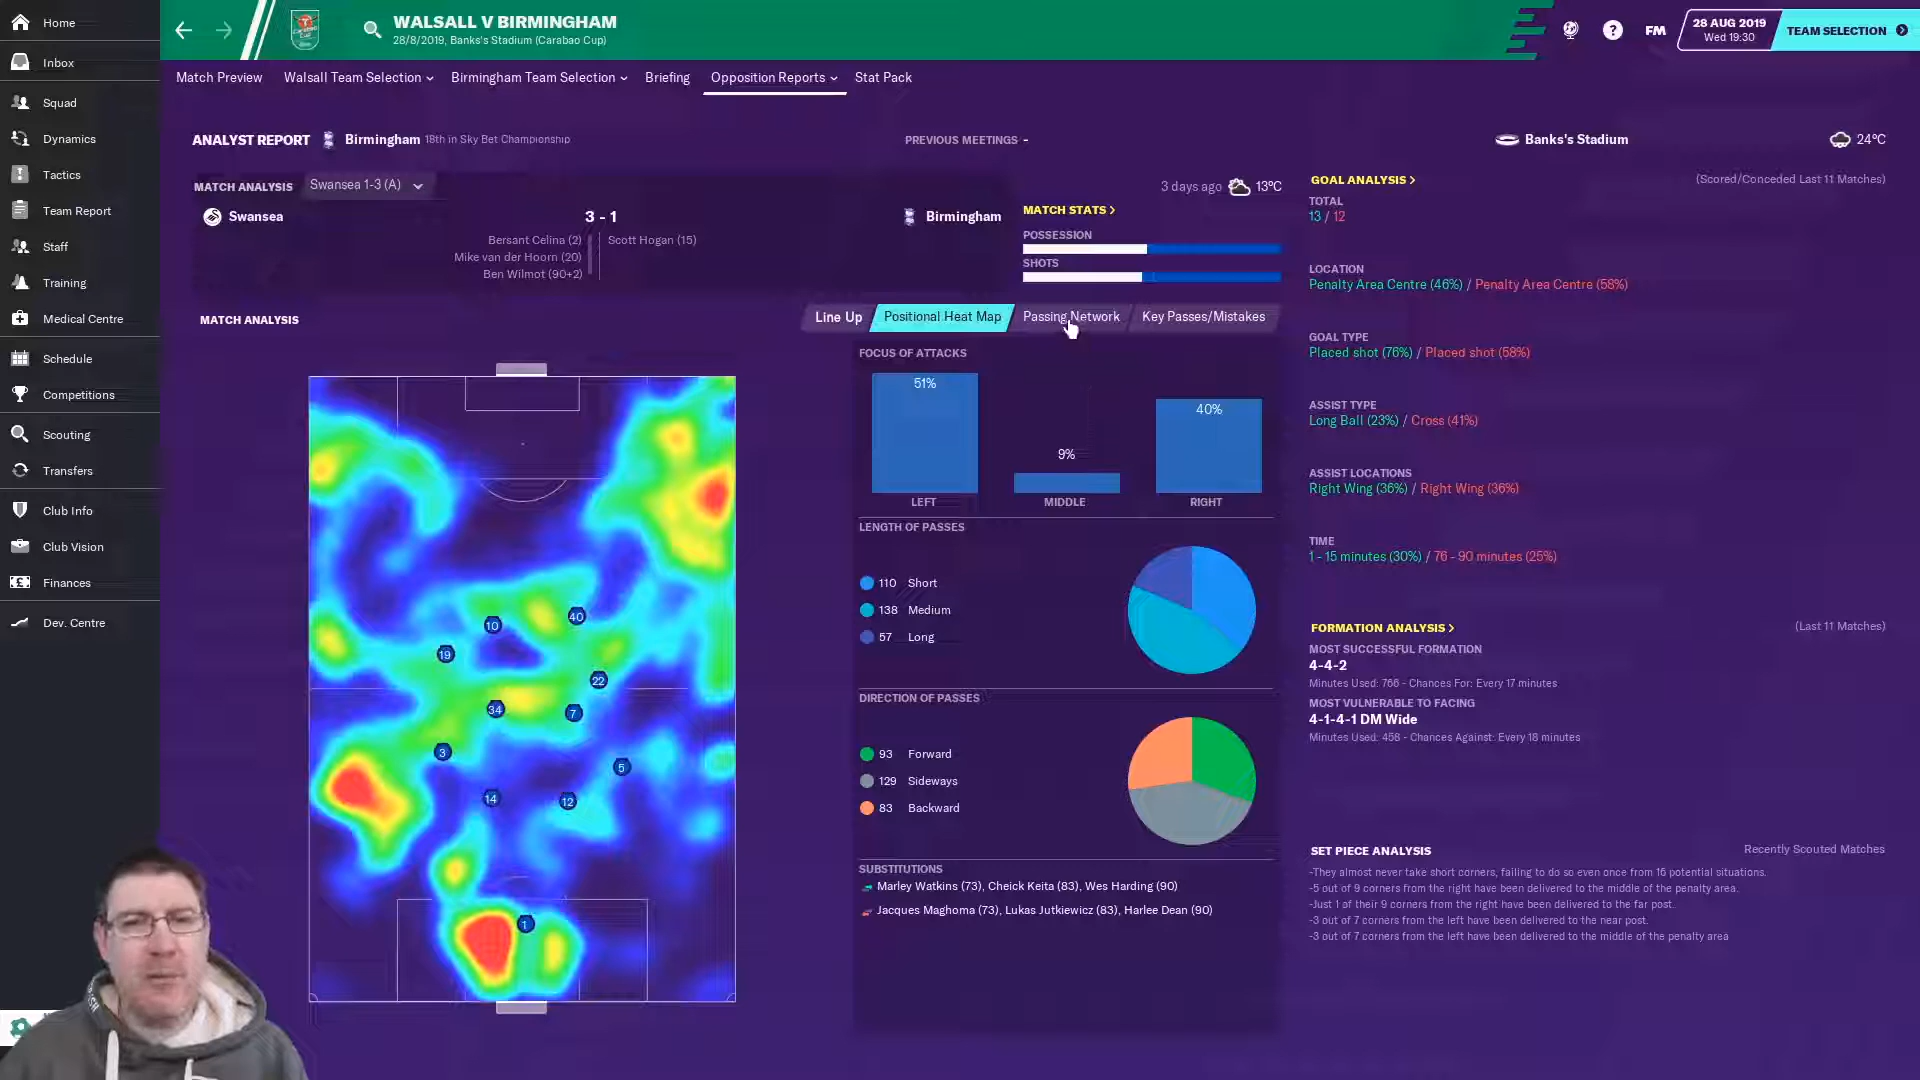 Home
Inbox
Squad
Dynamics
Tactics
Team Report
Staff
Training
Medical Centre
Schedule
Competitions
Scouting
Transfers
Club Info
Club Vision
Finances
Dev. Centre
WALSALL V BIRMINGHAM
28/8/2019, Banks's Stadium (Carabao Cup)
FM
28 AUG 2019
Wed 19:30
TEAM SELECTION
Match Preview Walsall Team Selection Birmingham Team Selection Briefing Opposition Reports Stat Pack
ANALYST REPORT Birmingham 18th in Sky Bet Championship
PREVIOUS MEETINGS -
Banks's Stadium
24°C
MATCH ANALYSIS Swansea 1-3 (A)
3 days ago 13°C
Swansea 3 - 1 Birmingham
Bersant Celina (2) Scott Hogan (15)
Mike van der Hoorn (20)
Ben Wilmot (90+2)
MATCH STATS >
POSSESSION
SHOTS
MATCH ANALYSIS
Line Up Positional Heat Map Passing Network Key Passes/Mistakes
10
40
19
22
34
7
3
5
14
12
1
FOCUS OF ATTACKS
51%
9%
40%
LEFT MIDDLE RIGHT
LENGTH OF PASSES
110 Short
138 Medium
57 Long
DIRECTION OF PASSES
93 Forward
129 Sideways
83 Backward
SUBSTITUTIONS
Marley Watkins (73), Cheick Keita (83), Wes Harding (90)
Jacques Maghoma (73), Lukas Jutkiewicz (83), Harlee Dean (90)
GOAL ANALYSIS > (Scored/Conceded Last 11 Matches)
TOTAL
13 / 12
LOCATION
Penalty Area Centre (46%) / Penalty Area Centre (58%)
GOAL TYPE
Placed shot (76%) / Placed shot (58%)
ASSIST TYPE
Long Ball (23%) / Cross (41%)
ASSIST LOCATIONS
Right Wing (36%) / Right Wing (36%)
TIME
1 - 15 minutes (30%) / 76 - 90 minutes (25%)
FORMATION ANALYSIS > (Last 11 Matches)
MOST SUCCESSFUL FORMATION
4-4-2
Minutes Used: 766 - Chances For: Every 17 minutes
MOST VULNERABLE TO FACING
4-1-4-1 DM Wide
Minutes Used: 458 - Chances Against: Every 18 minutes
SET PIECE ANALYSIS Recently Scouted Matches
-They almost never take short corners, failing to do so even once from 16 potential situations.
-5 out of 9 corners from the right have been delivered to the middle of the penalty area.
-Just 1 of their 9 corners from the right have been delivered to the far post.
-3 out of 7 corners from the left have been delivered to the near post.
-3 out of 7 corners from the left have been delivered to the middle of the penalty area